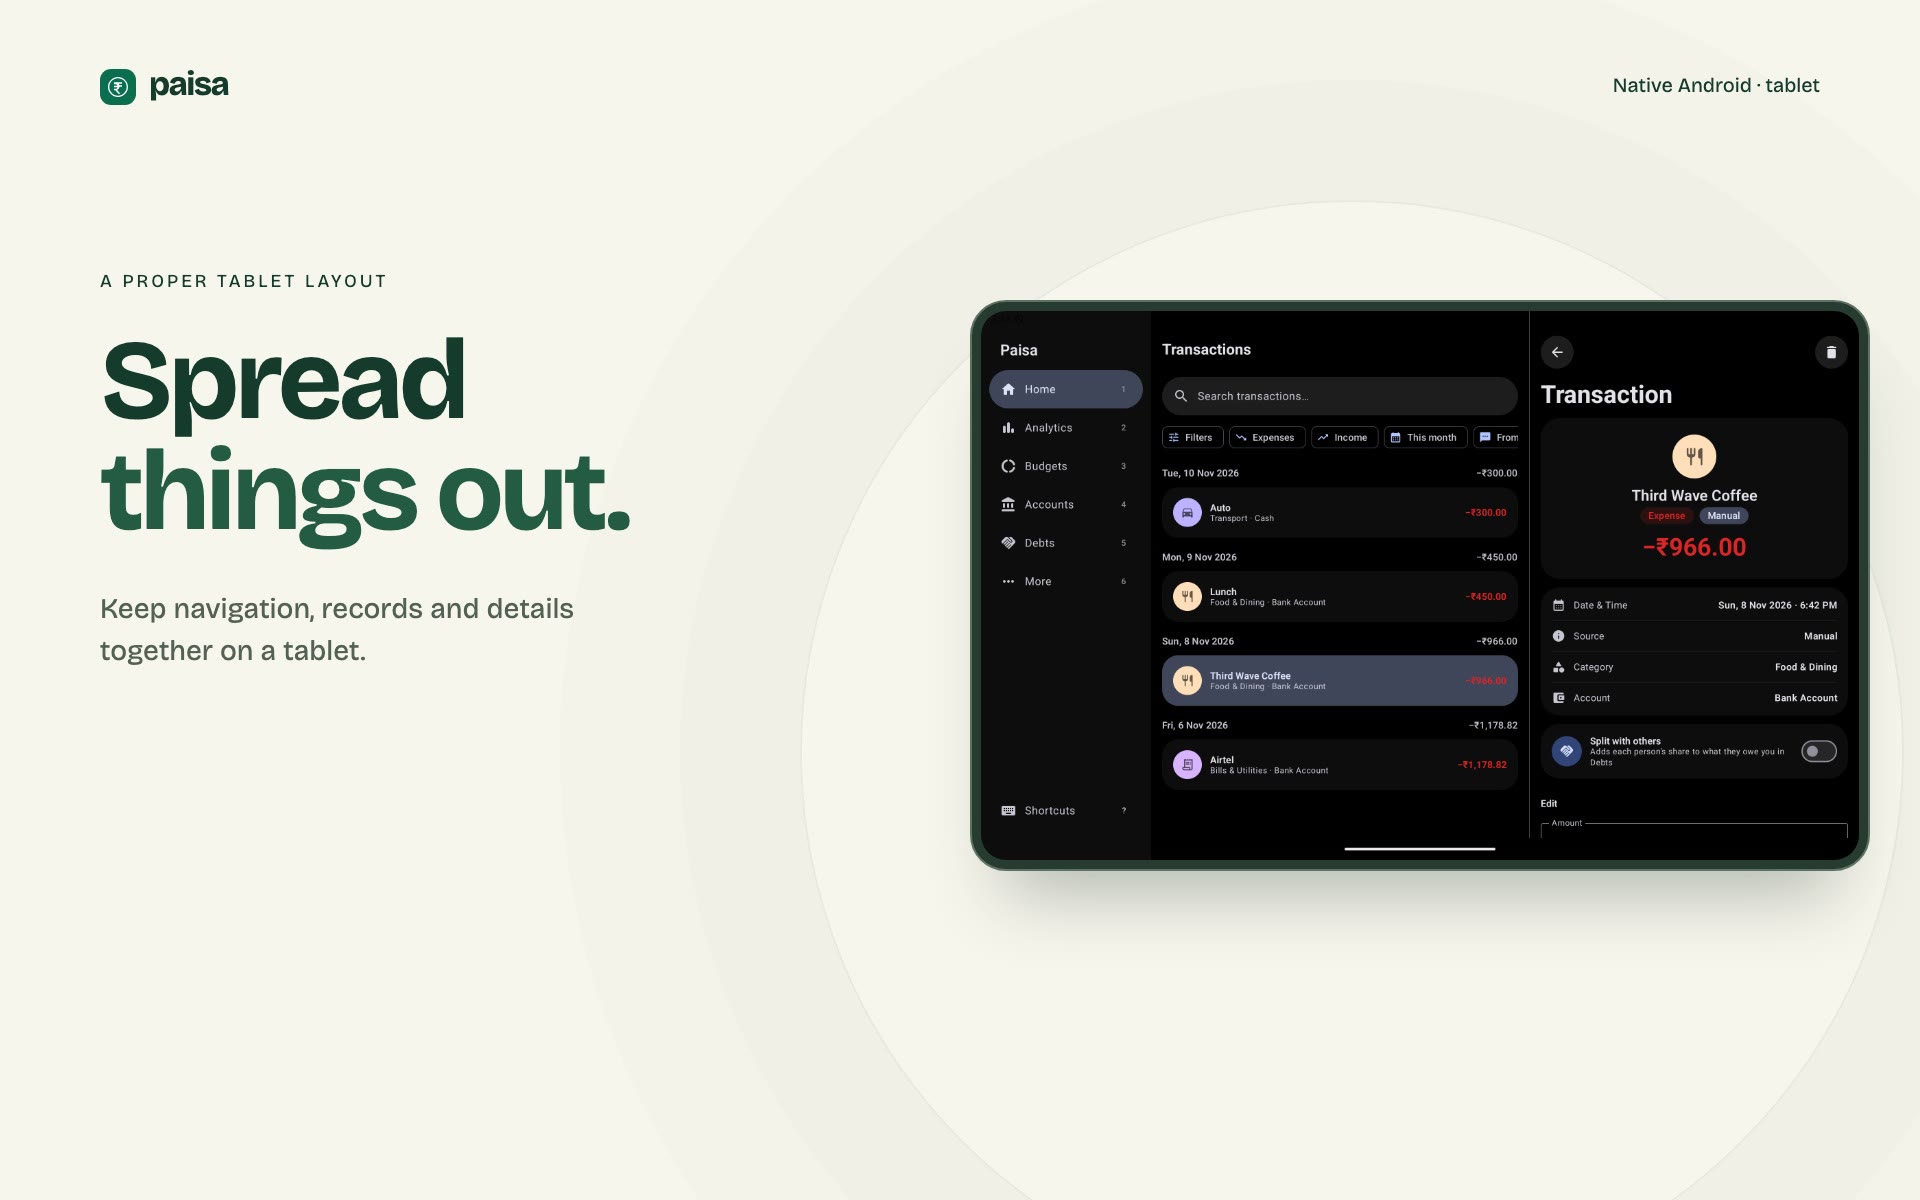 paisa
Native Android · tablet
A PROPER TABLET LAYOUT
Spread
things out.
Keep navigation, records and details
together on a tablet.
Paisa
Home 1
Analytics 2
Budgets 3
Accounts 4
Debts 5
More 6
Shortcuts ?
Transactions
Search transactions...
Filters Expenses Income This month From
Tue, 10 Nov 2026 −₹300.00
Auto
Transport · Cash
−₹300.00
Mon, 9 Nov 2026 −₹450.00
Lunch
Food & Dining · Bank Account
−₹450.00
Sun, 8 Nov 2026 −₹966.00
Third Wave Coffee
Food & Dining · Bank Account
−₹966.00
Fri, 6 Nov 2026 −₹1,178.82
Airtel
Bills & Utilities · Bank Account
−₹1,178.82
Transaction
Third Wave Coffee
Expense Manual
−₹966.00
Date & Time Sun, 8 Nov 2026 · 6:42 PM
Source Manual
Category Food & Dining
Account Bank Account
Split with others
Adds each person's share to what they owe you in
Debts
Edit
Amount